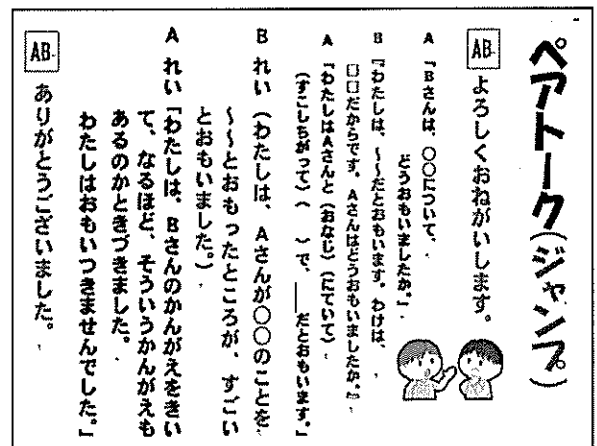 ペアトーク(ジャンプ)
AB よろしくおねがいします。
A 「Bさんは、○○について、
どうおもいましたか。」
B 「わたしは、~~だとおもいます。わけは、
□□だからです。Aさんはどうおもいましたか。」
A 「わたしはAさんと(おなじ)(にていて)
(すこしちがって)( )で、__だとおもいます。」
B れい (わたしは、Aさんが○○のことを
~~とおもったところが、すごい
とおもいました。)
A れい「わたしは、Bさんのかんがえをきい
て、なるほど、そういうかんがえも
あるのかときづきました。
わたしはおもいつきませんでした。」
AB ありがとうございました。